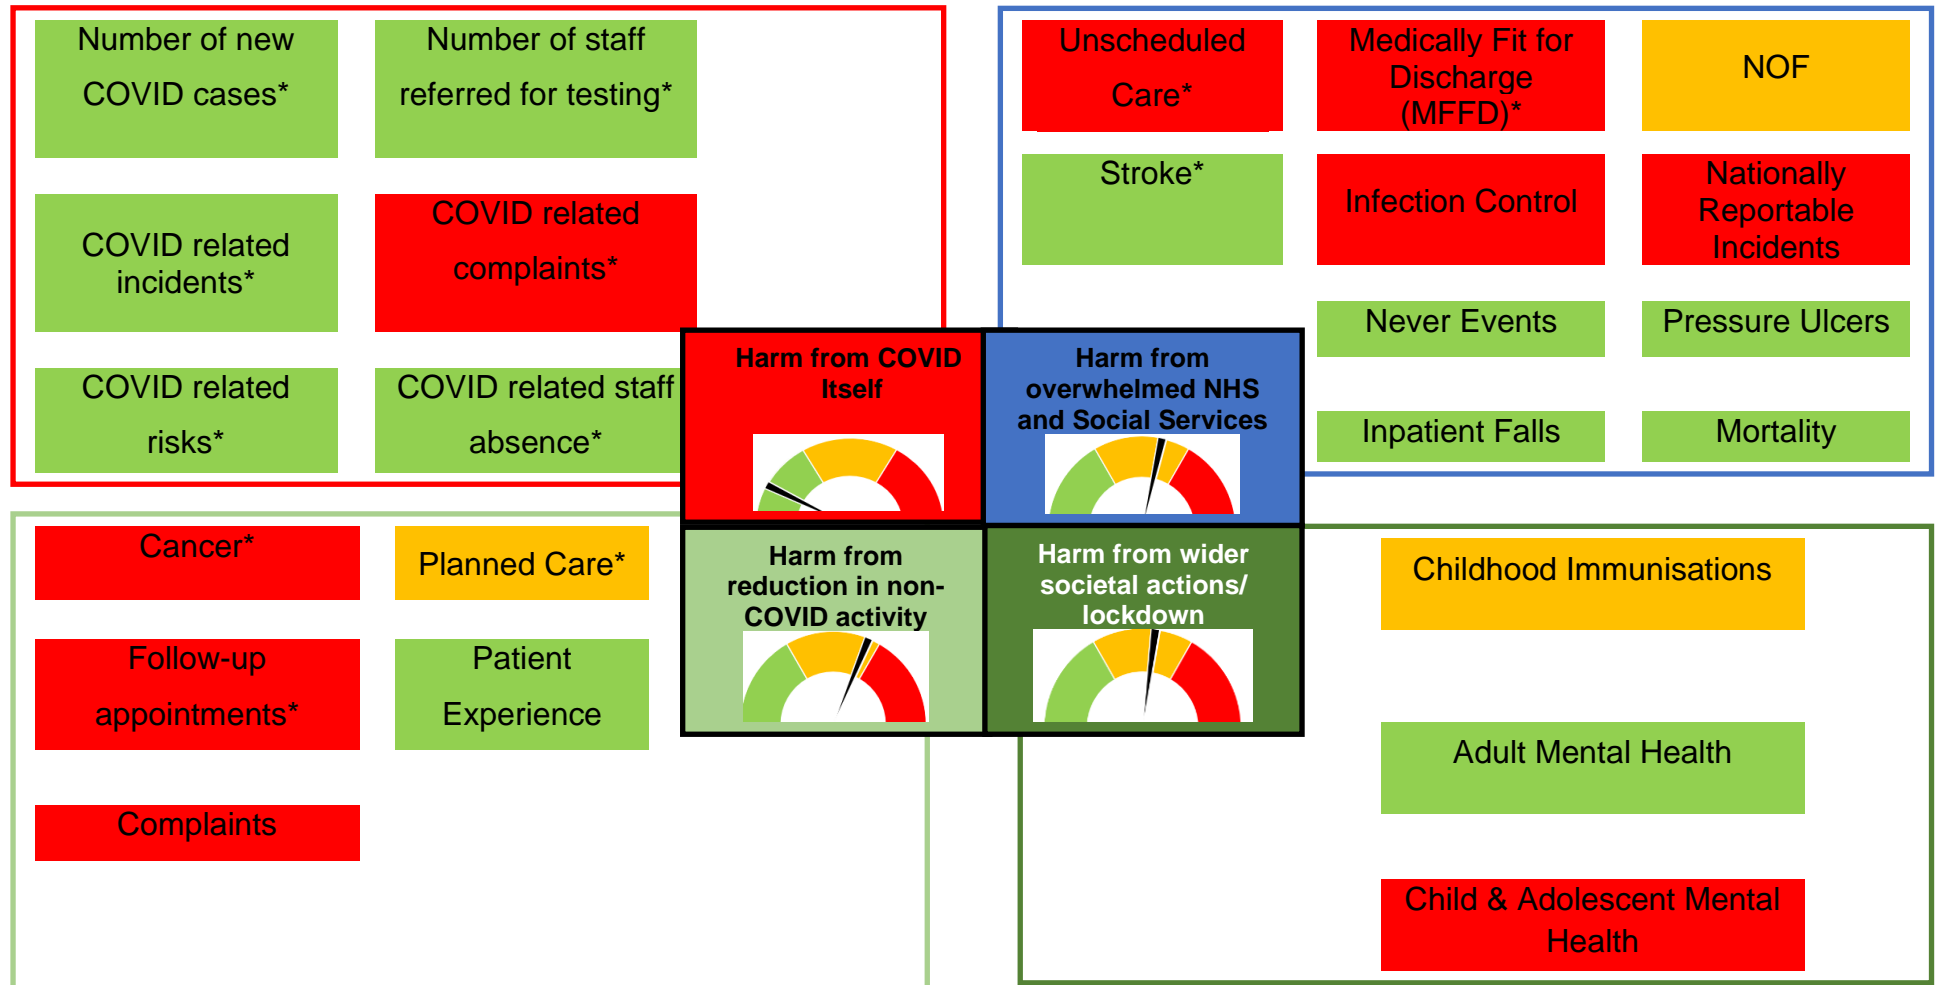 Number of new
COVID cases*
Number of staff
referred for testing*
COVID related
incidents*
COVID related
complaints*
COVID related
risks*
COVID related staff
absence*
Unscheduled
Care*
Medically Fit for
Discharge
(MFFD)*
NOF
Stroke*
Infection Control
Nationally
Reportable
Incidents
Never Events
Pressure Ulcers
Inpatient Falls
Mortality
Harm from COVID
Itself
Harm from
overwhelmed NHS
and Social Services
Harm from
reduction in non-
COVID activity
Harm from wider
societal actions/
lockdown
Cancer*
Planned Care*
Follow-up
appointments*
Patient
Experience
Complaints
Childhood Immunisations
Adult Mental Health
Child & Adolescent Mental
Health